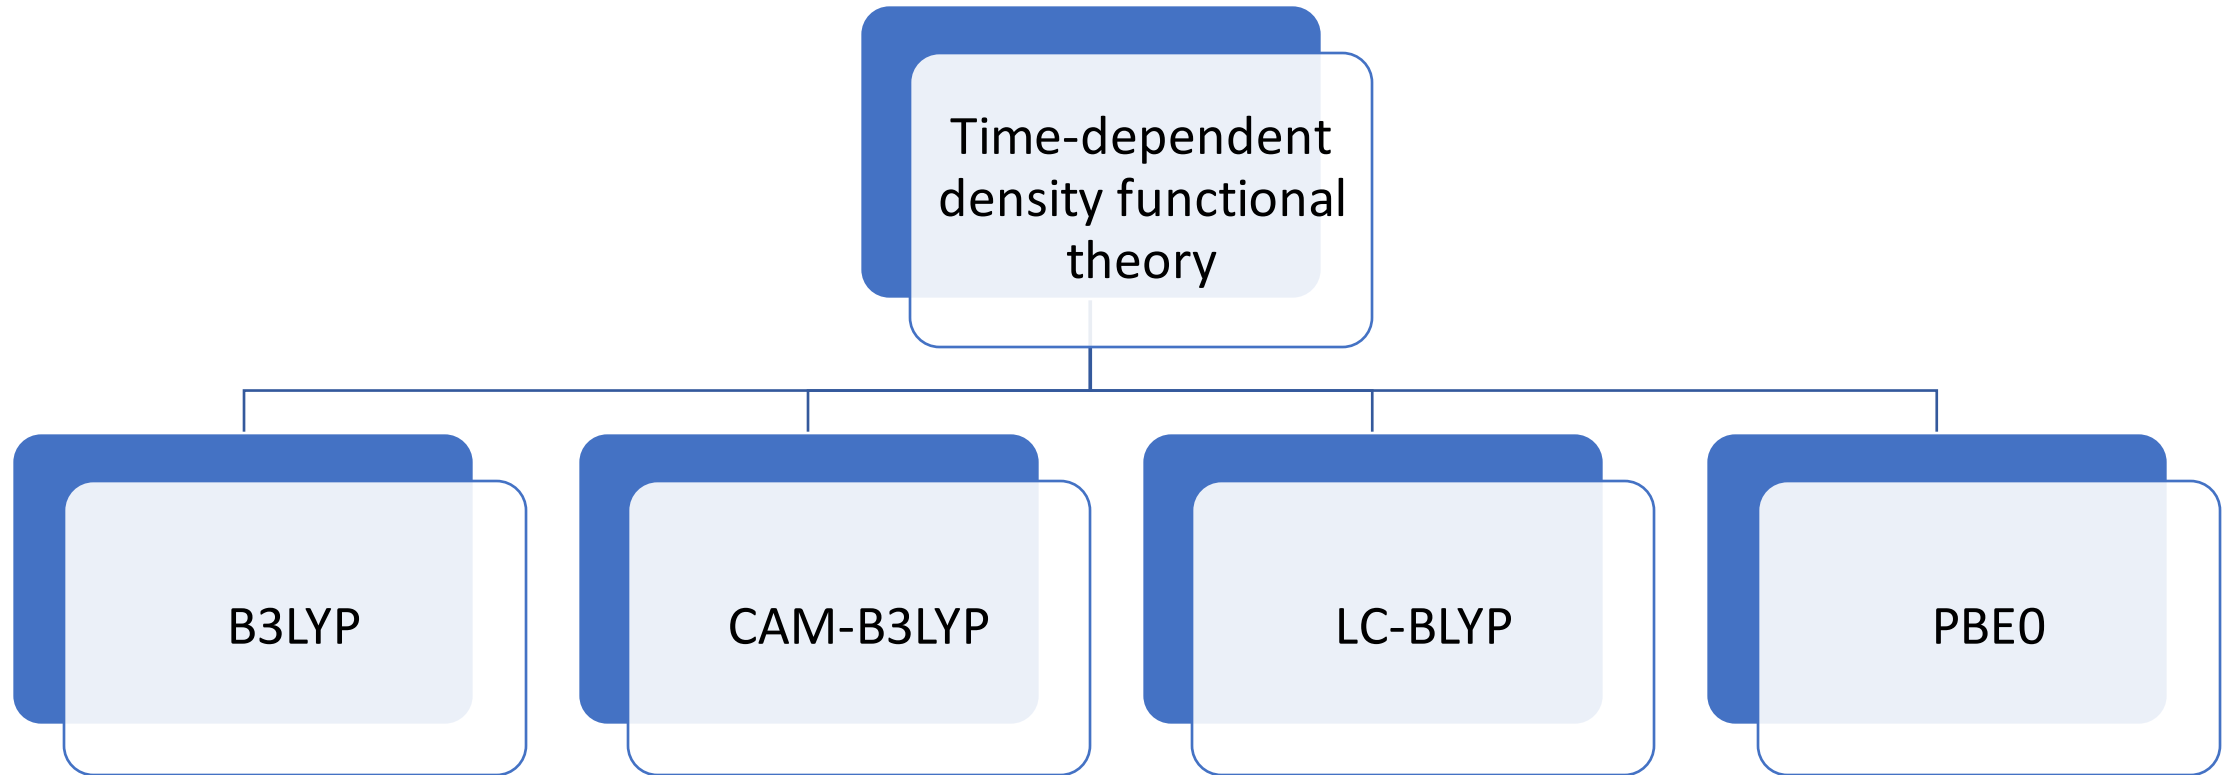 Time-dependent
density functional
theory
B3LYP
CAM-B3LYP
LC-BLYP
PBE0